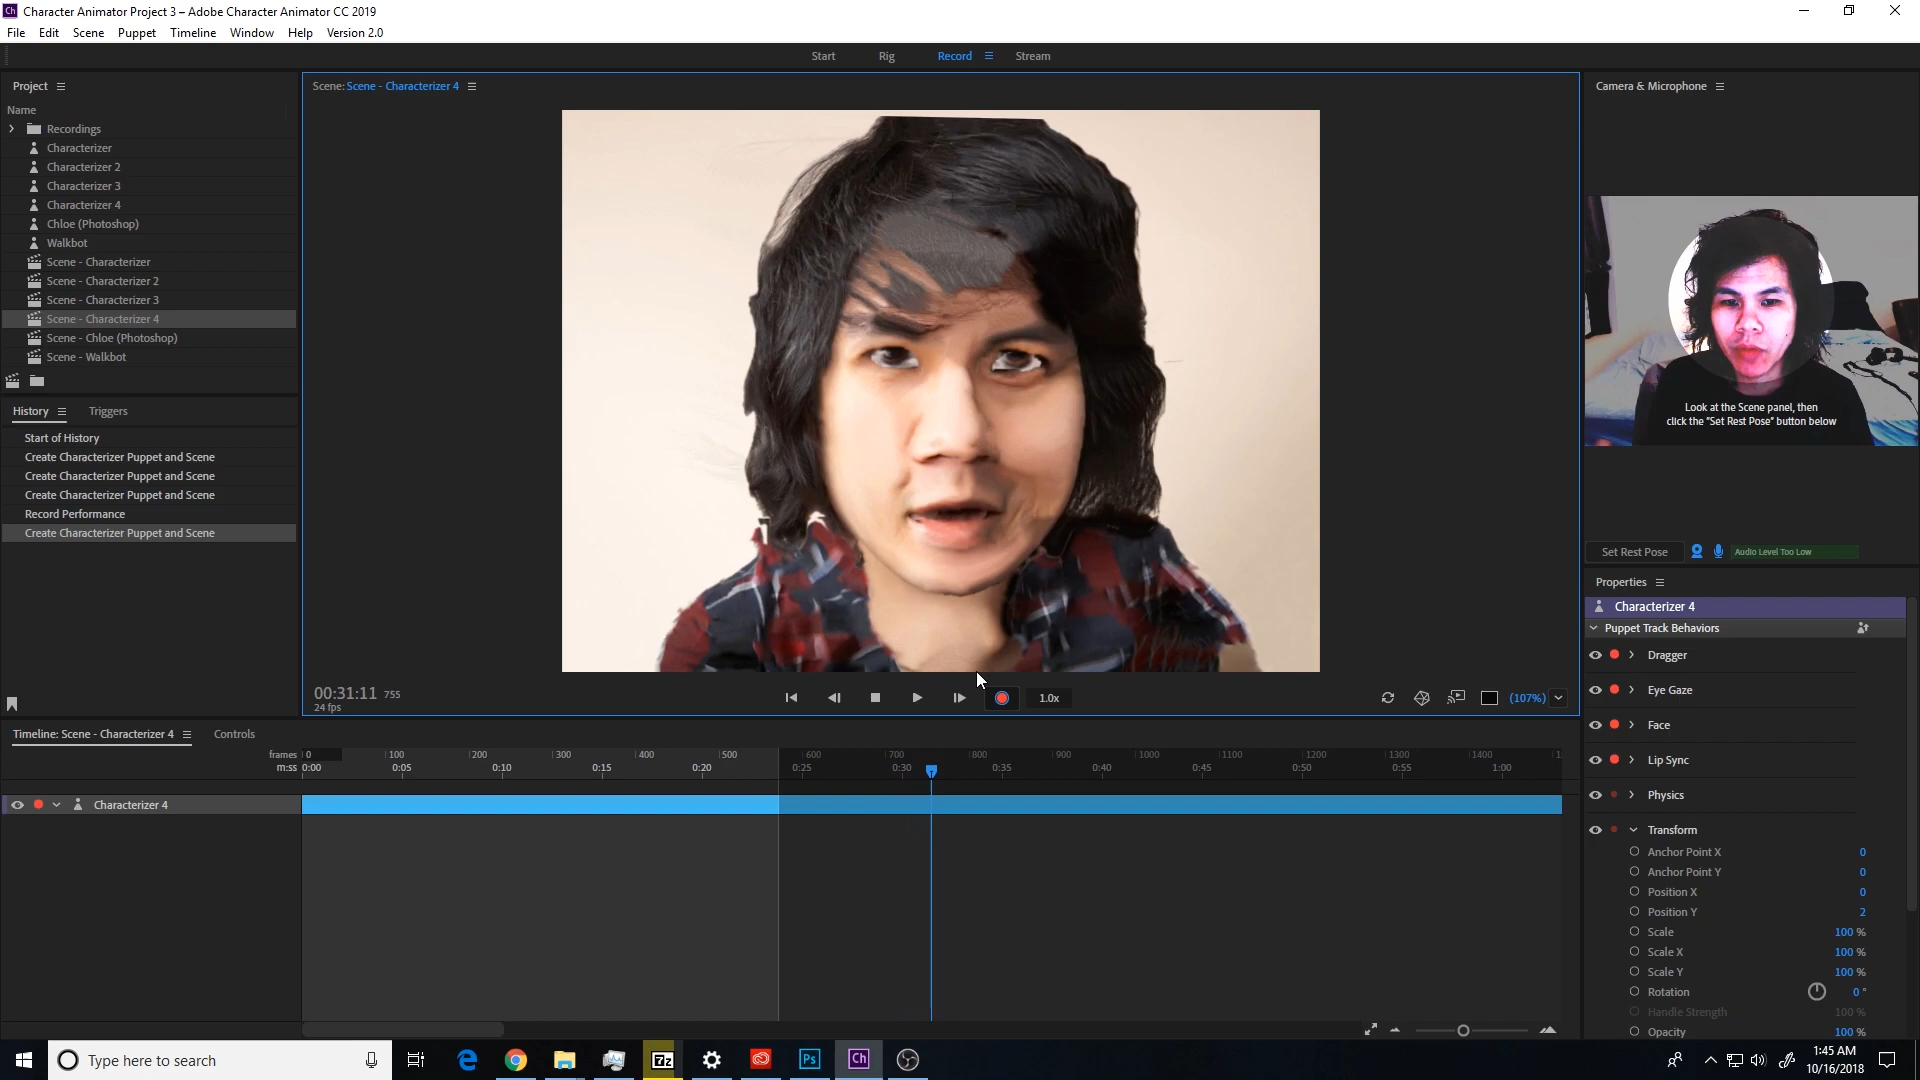 Ch Character Animator Project 3 – Adobe Character Animator CC 2019
File Edit Scene Puppet Timeline Window Help Version 2.0
Start Rig Record Stream
Project
Name
Recordings
Characterizer
Characterizer 2
Characterizer 3
Characterizer 4
Chloe (Photoshop)
Walkbot
Scene - Characterizer
Scene - Characterizer 2
Scene - Characterizer 3
Scene - Characterizer 4
Scene - Chloe (Photoshop)
Scene - Walkbot
History Triggers
Start of History
Create Characterizer Puppet and Scene
Create Characterizer Puppet and Scene
Create Characterizer Puppet and Scene
Record Performance
Create Characterizer Puppet and Scene
Scene: Scene - Characterizer 4
00:31:11 755
24 fps
1.0x
(107%)
Camera & Microphone
Look at the Scene panel, then
click the "Set Rest Pose" button below
Set Rest Pose Audio Level Too Low
Properties
Characterizer 4
Puppet Track Behaviors
Dragger
Eye Gaze
Face
Lip Sync
Physics
Transform
Anchor Point X 0
Anchor Point Y 0
Position X 0
Position Y 2
Scale 100 %
Scale X 100 %
Scale Y 100 %
Rotation 0 °
Handle Strength 100 %
Opacity 100 %
Timeline: Scene - Characterizer 4 Controls
frames 0 100 200 300 400 500 600 700 800 900 1000 1100 1200 1300 1400
m:ss 0:00 0:05 0:10 0:15 0:20 0:25 0:30 0:35 0:40 0:45 0:50 0:55 1:00
Characterizer 4
Type here to search
7z
Ps
Ch
1:45 AM
10/16/2018